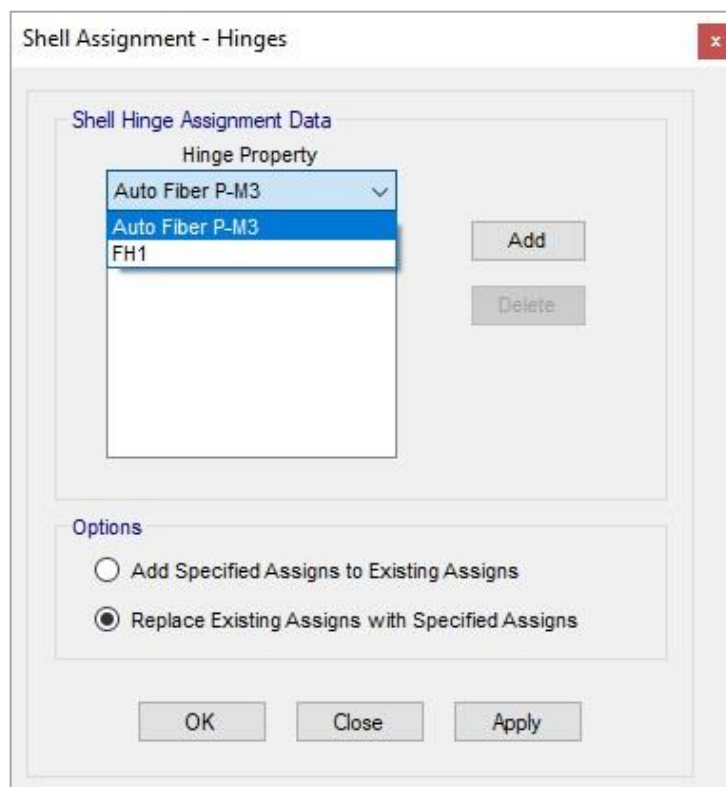 Shell Assignment - Hinges
x
Shell Hinge Assignment Data
Hinge Property
Auto Fiber P-M3
Auto Fiber P-M3
FH1
Add
Delete
Options
Add Specified Assigns to Existing Assigns
Replace Existing Assigns with Specified Assigns
OK Close Apply